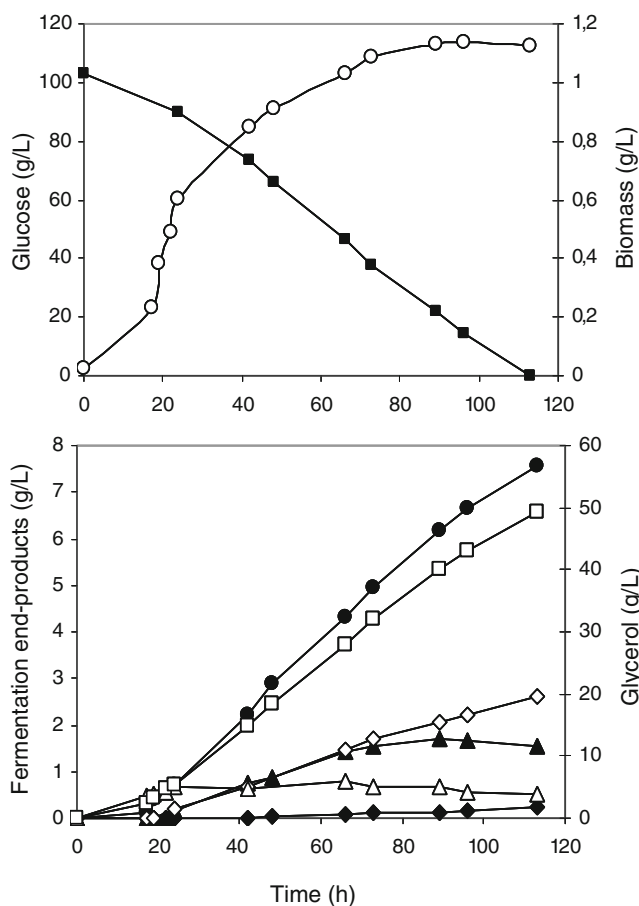 120 1,2
100 1
80 0,8
60 0,6
40 0,4
20 0,2
0 0
0 20 40 60 80 100 120
Glucose (g/L)
Biomass (g/L)
8 60
7
50
6
40
5
4 30
3
20
2
10
1
0 0
0 20 40 60 80 100 120
Fermentation end-products (g/L)
Glycerol (g/L)
Time (h)